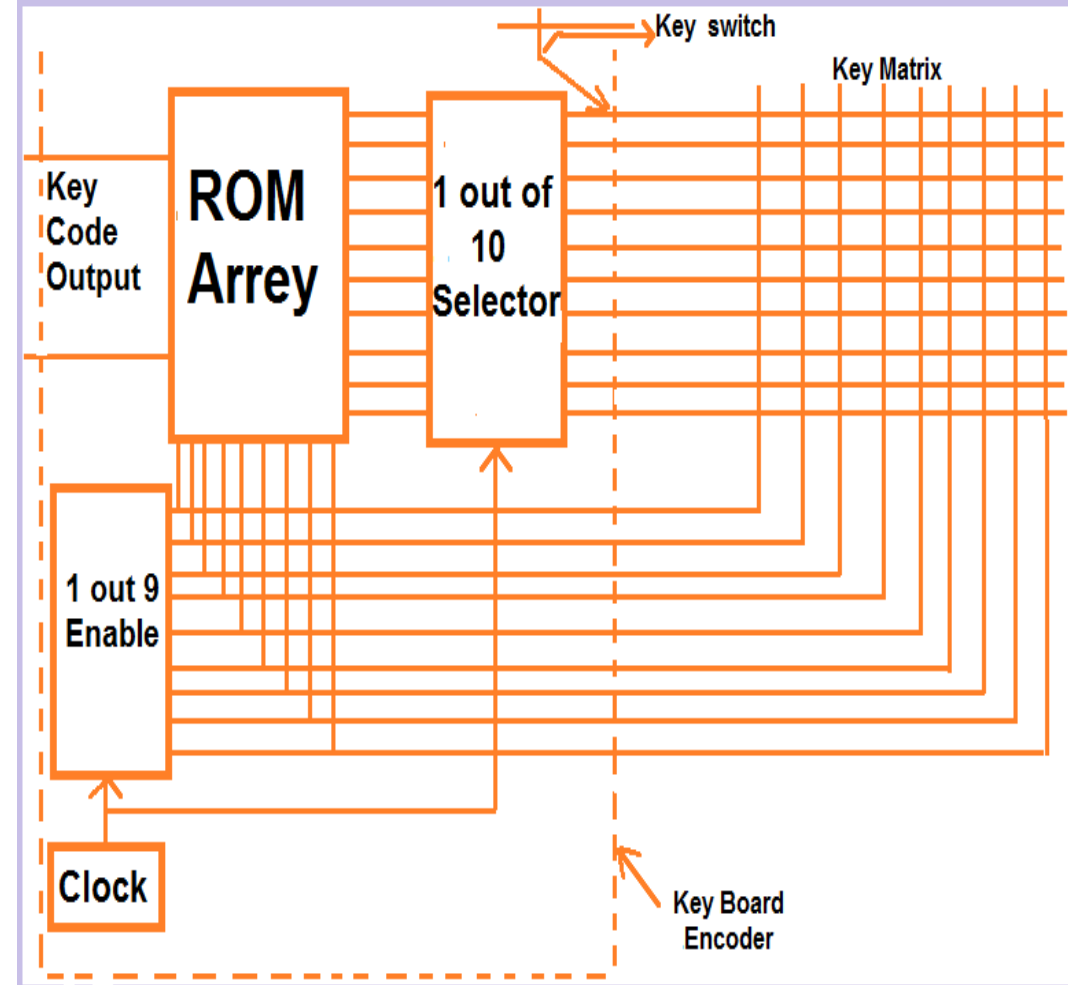 Key switch
Key Matrix
Key
Code
Output
ROM
Arrey
1 out of
10
Selector
1 out 9
Enable
Clock
Key Board
Encoder